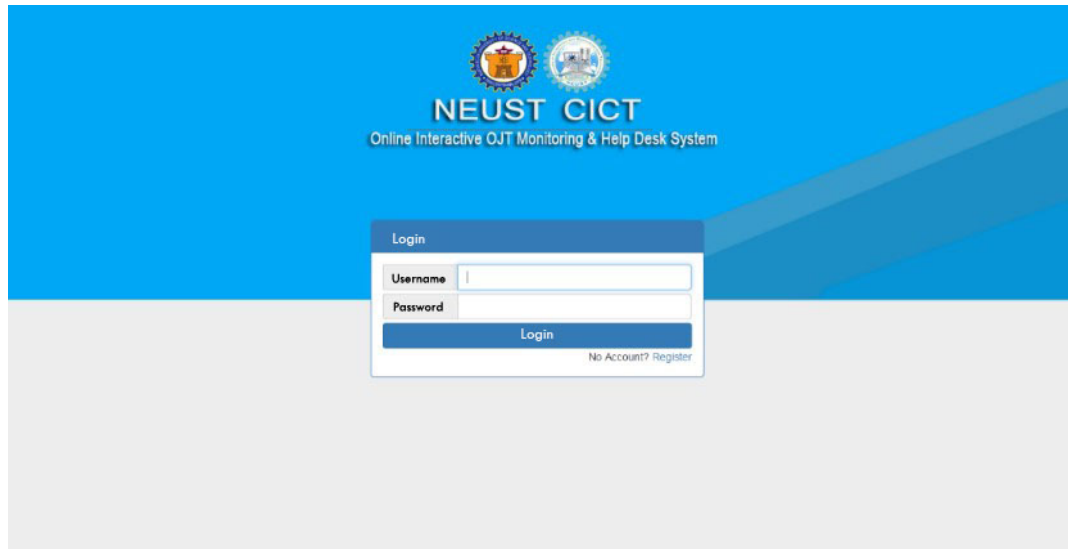 NEUST CICT
Online Interactive OJT Monitoring & Help Desk System
Login
Username
Password
Login
No Account? Register